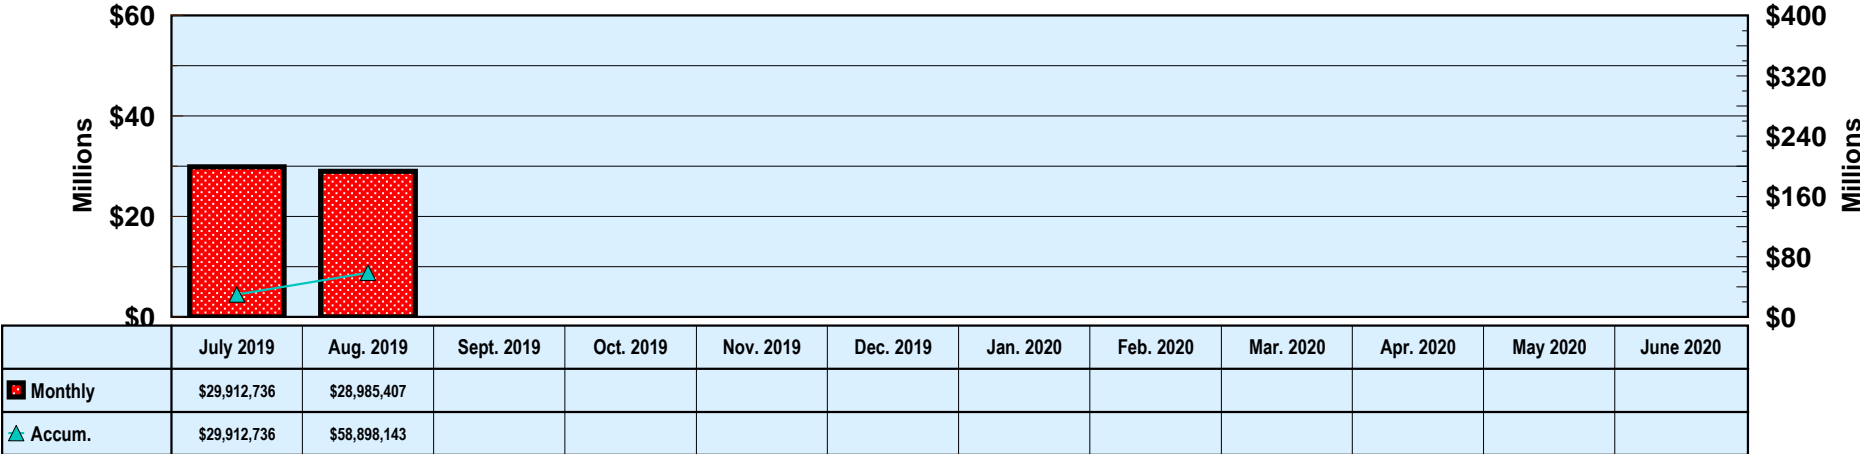 $60
$40
$20
$0
Millions
$400
$320
$240
$160
$80
$0
Millions
July 2019 Aug. 2019 Sept. 2019 Oct. 2019 Nov. 2019 Dec. 2019 Jan. 2020 Feb. 2020 Mar. 2020 Apr. 2020 May 2020 June 2020
Monthly $29,912,736 $28,985,407
Accum. $29,912,736 $58,898,143